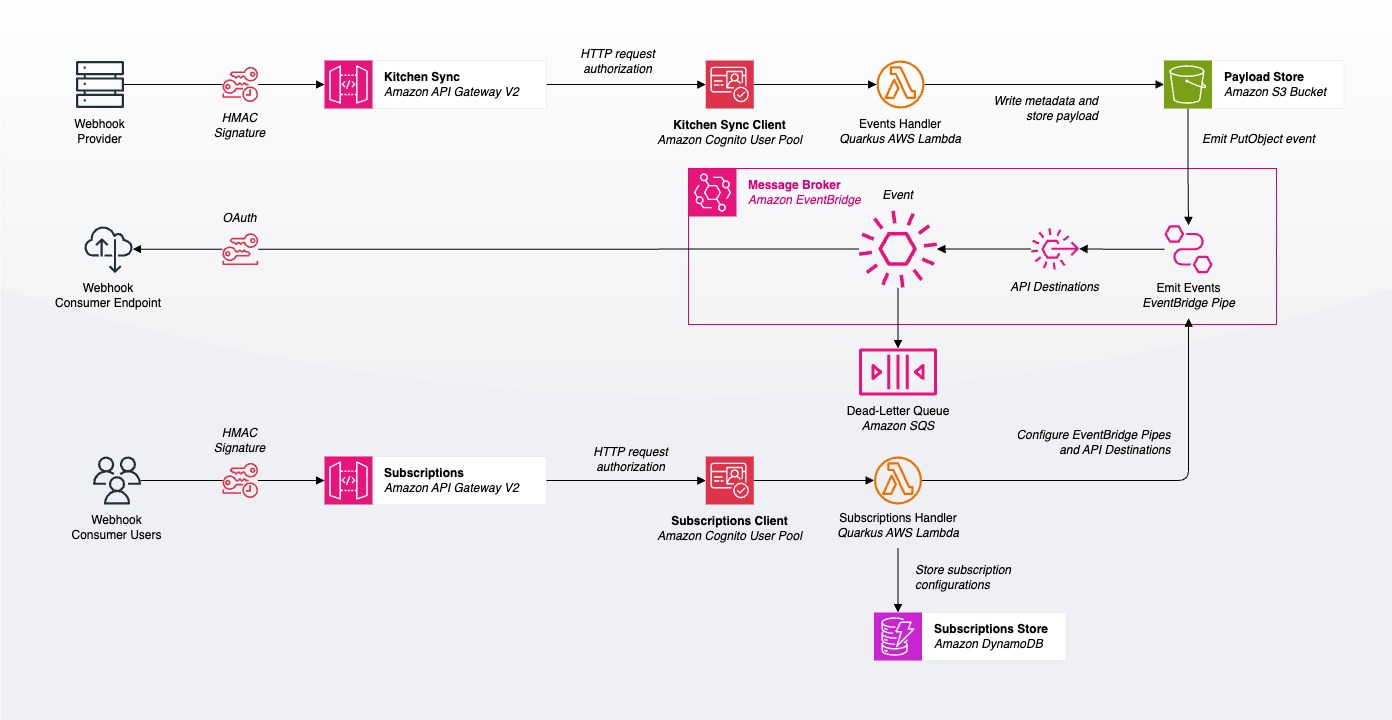 HTTP request
authorization
Kitchen Sync
Amazon API Gateway V2
Payload Store
Amazon S3 Bucket
Write metadata and
store payload
Webhook
Provider
HMAC
Signature
Kitchen Sync Client
Amazon Cognito User Pool
Events Handler
Quarkus AWS Lambda
Emit PutObject event
Message Broker
Amazon EventBridge
Event
OAuth
Webhook
Consumer Endpoint
API Destinations
Emit Events
EventBridge Pipe
Dead-Letter Queue
Amazon SQS
Configure EventBridge Pipes
and API Destinations
HMAC
Signature
HTTP request
authorization
Subscriptions
Amazon API Gateway V2
Webhook
Consumer Users
Subscriptions Client
Amazon Cognito User Pool
Subscriptions Handler
Quarkus AWS Lambda
Store subscription
configurations
Subscriptions Store
Amazon DynamoDB